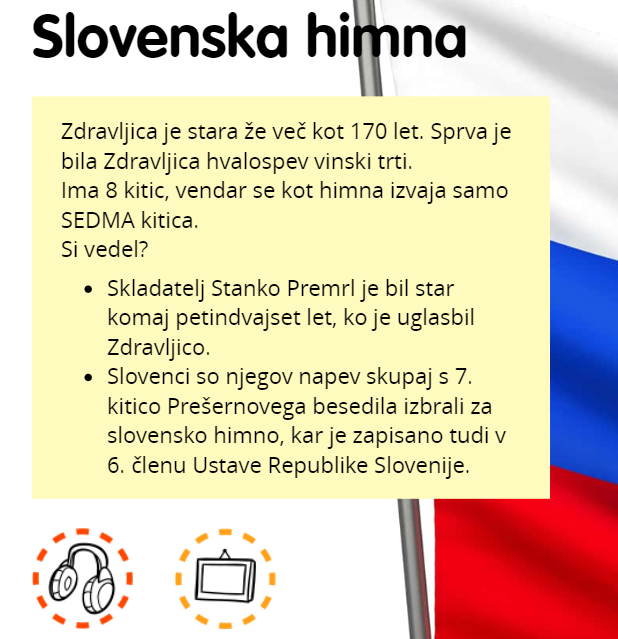 Slovenska himna
Zdravljica je stara že več kot 170 let. Sprva je
bila Zdravljica hvalospev vinski trti.
Ima 8 kitic, vendar se kot himna izvaja samo
SEDMA kitica.
Si vedel?
• Skladatelj Stanko Premrl je bil star
komaj petindvajset let, ko je uglasbil
Zdravljico.
• Slovenci so njegov napev skupaj s 7.
kitico Prešernovega besedila izbrali za
slovensko himno, kar je zapisano tudi v
6. členu Ustave Republike Slovenije.